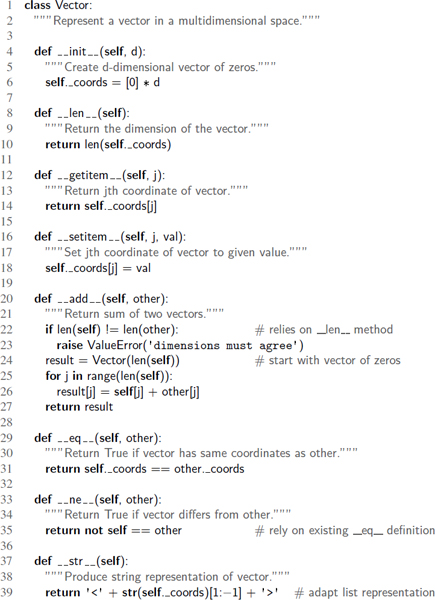 1 class Vector:
2 """Represent a vector in a multidimensional space."""
3
4 def __init__(self, d):
5 """Create d-dimensional vector of zeros."""
6 self._coords = [0] * d
7
8 def __len__(self):
9 """Return the dimension of the vector."""
10 return len(self._coords)
11
12 def __getitem__(self, j):
13 """Return jth coordinate of vector."""
14 return self._coords[j]
15
16 def __setitem__(self, j, val):
17 """Set jth coordinate of vector to given value."""
18 self._coords[j] = val
19
20 def __add__(self, other):
21 """Return sum of two vectors."""
22 if len(self) != len(other): # relies on __len__ method
23 raise ValueError('dimensions must agree')
24 result = Vector(len(self)) # start with vector of zeros
25 for j in range(len(self)):
26 result[j] = self[j] + other[j]
27 return result
28
29 def __eq__(self, other):
30 """Return True if vector has same coordinates as other."""
31 return self._coords == other._coords
32
33 def __ne__(self, other):
34 """Return True if vector differs from other."""
35 return not self == other # rely on existing __eq__ definition
36
37 def __str__(self):
38 """Produce string representation of vector."""
39 return '<' + str(self._coords)[1:−1] + '>' # adapt list representation